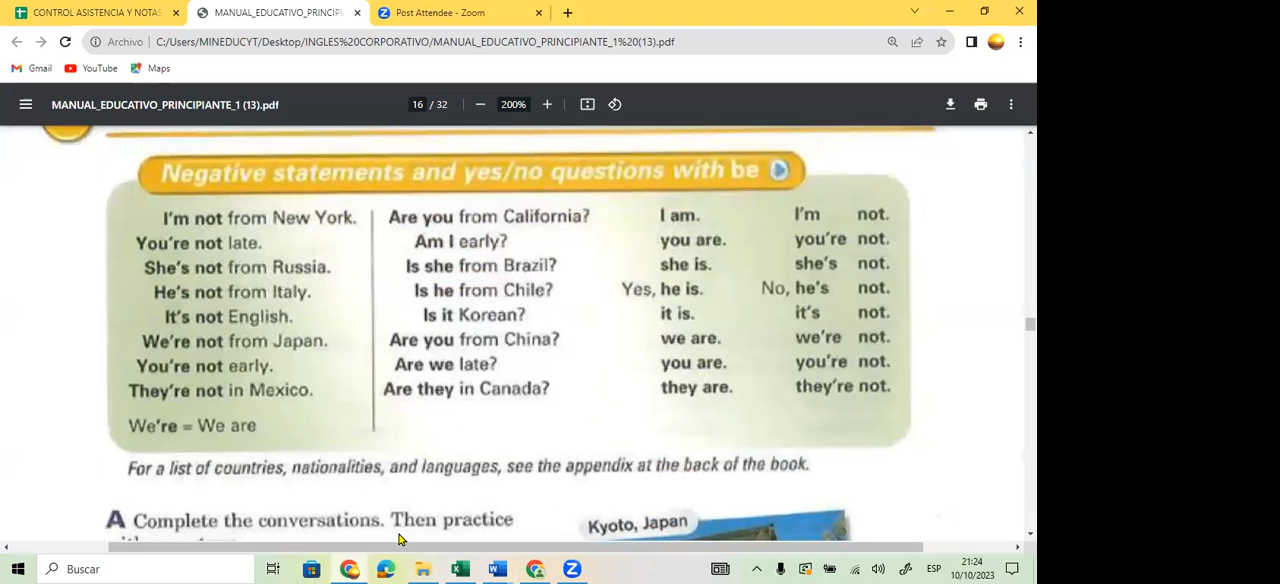 CONTROL ASISTENCIA Y NOTAS
MANUAL_EDUCATIVO_PRINCIPI
Post Attendee - Zoom
Archivo
C:/Users/MINEDUCYT/Desktop/INGLES%20CORPORATIVO/MANUAL_EDUCATIVO_PRINCIPIANTE_1%20(13).pdf
Gmail
YouTube
Maps
MANUAL_EDUCATIVO_PRINCIPIANTE_1 (13).pdf
16 / 32
200%
Negative statements and yes/no questions with be
I'm not from New York. Are you from California? I am. I'm not.
You're not late. Am I early? you are. you're not.
She's not from Russia. Is she from Brazil? she is. she's not.
He's not from Italy. Is he from Chile? Yes, he is. No, he's not.
It's not English. Is it Korean? it is. it's not.
We're not from Japan. Are you from China? we are. we're not.
You're not early. Are we late? you are. you're not.
They're not in Mexico. Are they in Canada? they are. they're not.
We're = We are
For a list of countries, nationalities, and languages, see the appendix at the back of the book.
A Complete the conversations. Then practice
Kyoto, Japan
Buscar
ESP
21:24
10/10/2023